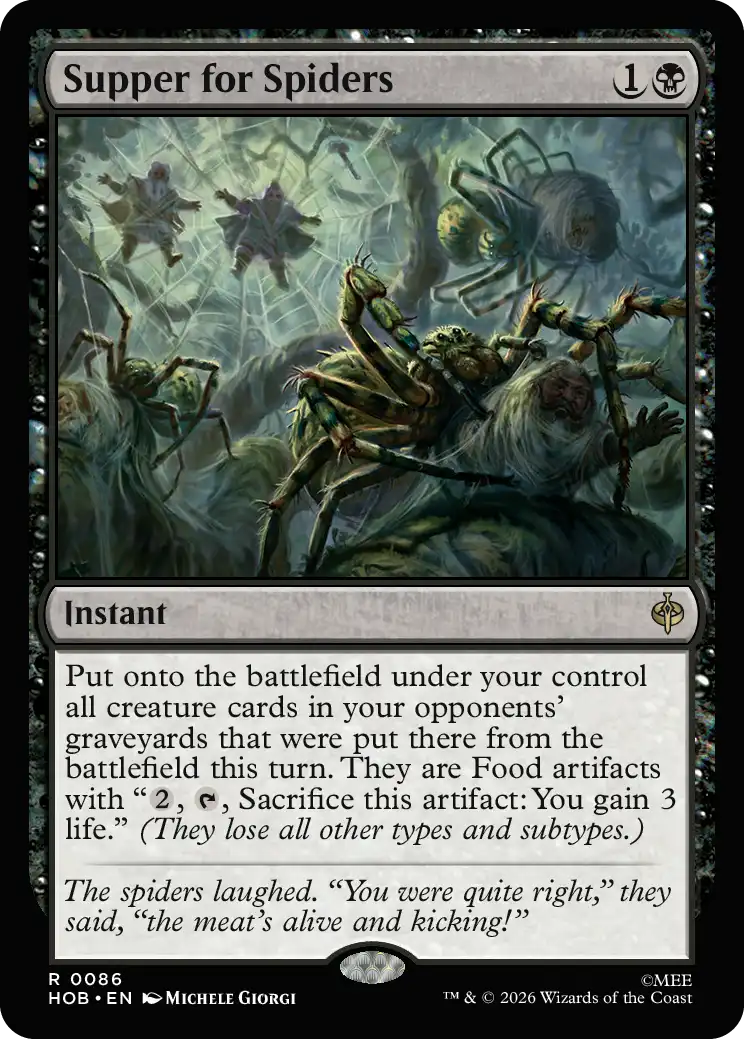 Supper for Spiders 1
Instant
Put onto the battlefield under your control
all creature cards in your opponents’
graveyards that were put there from the
battlefield this turn. They are Food artifacts
with “2, , Sacrifice this artifact: You gain 3
life.” (They lose all other types and subtypes.)
The spiders laughed. “You were quite right,” they
said, “the meat’s alive and kicking!”
R 0086
HOB • EN Michele Giorgi
©MEE
™ & © 2026 Wizards of the Coast